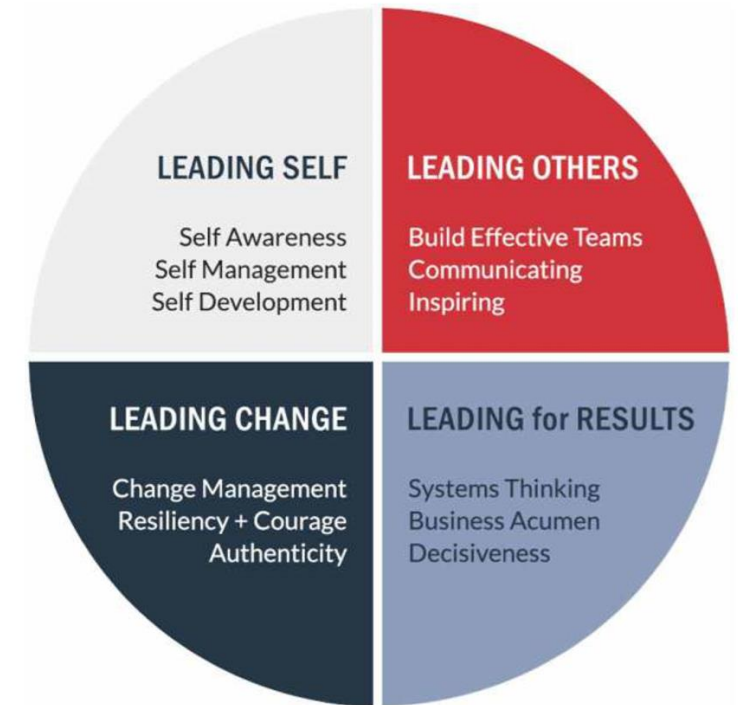 LEADING SELF
Self Awareness
Self Management
Self Development
LEADING OTHERS
Build Effective Teams
Communicating
Inspiring
LEADING CHANGE
Change Management
Resiliency + Courage
Authenticity
LEADING for RESULTS
Systems Thinking
Business Acumen
Decisiveness